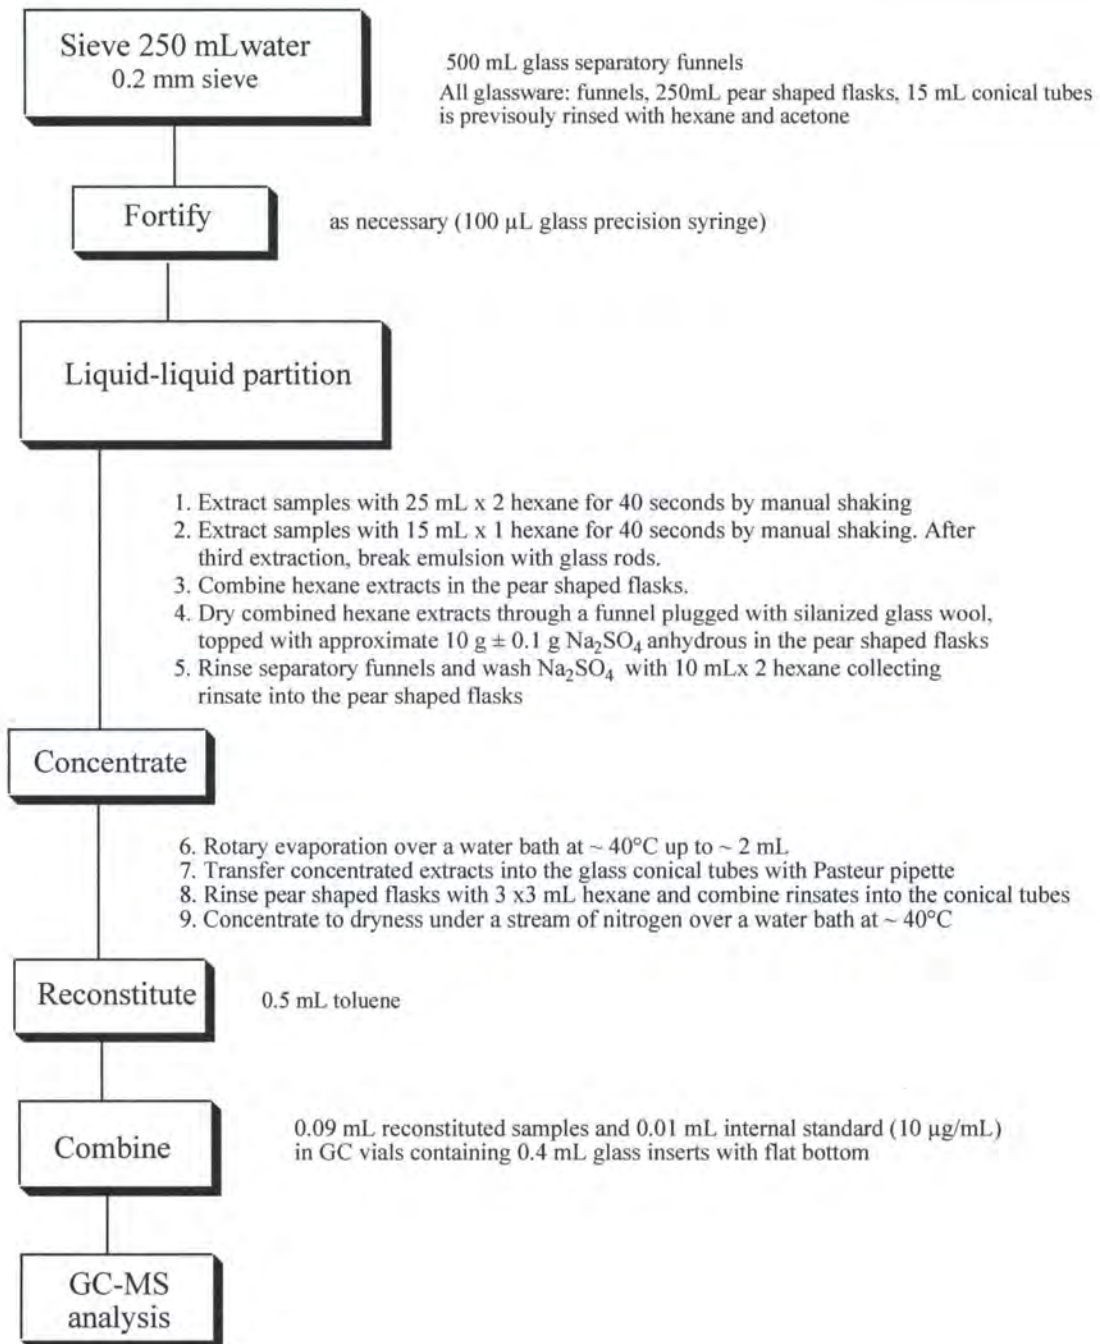 Sieve 250 mLwater
0.2 mm sieve
500 mL glass separatory funnels
All glassware: funnels, 250mL pear shaped flasks, 15 mL conical tubes
is previsouly rinsed with hexane and acetone
Fortify
as necessary (100 µL glass precision syringe)
Liquid-liquid partition
1. Extract samples with 25 mL x 2 hexane for 40 seconds by manual shaking
2. Extract samples with 15 mL x 1 hexane for 40 seconds by manual shaking. After
third extraction, break emulsion with glass rods.
3. Combine hexane extracts in the pear shaped flasks.
4. Dry combined hexane extracts through a funnel plugged with silanized glass wool,
topped with approximate 10 g ± 0.1 g Na₂SO₄ anhydrous in the pear shaped flasks
5. Rinse separatory funnels and wash Na₂SO₄ with 10 mLx 2 hexane collecting
rinsate into the pear shaped flasks
Concentrate
6. Rotary evaporation over a water bath at ~ 40°C up to ~ 2 mL
7. Transfer concentrated extracts into the glass conical tubes with Pasteur pipette
8. Rinse pear shaped flasks with 3 x3 mL hexane and combine rinsates into the conical tubes
9. Concentrate to dryness under a stream of nitrogen over a water bath at ~ 40°C
Reconstitute
0.5 mL toluene
Combine
0.09 mL reconstituted samples and 0.01 mL internal standard (10 µg/mL)
in GC vials containing 0.4 mL glass inserts with flat bottom
GC-MS
analysis